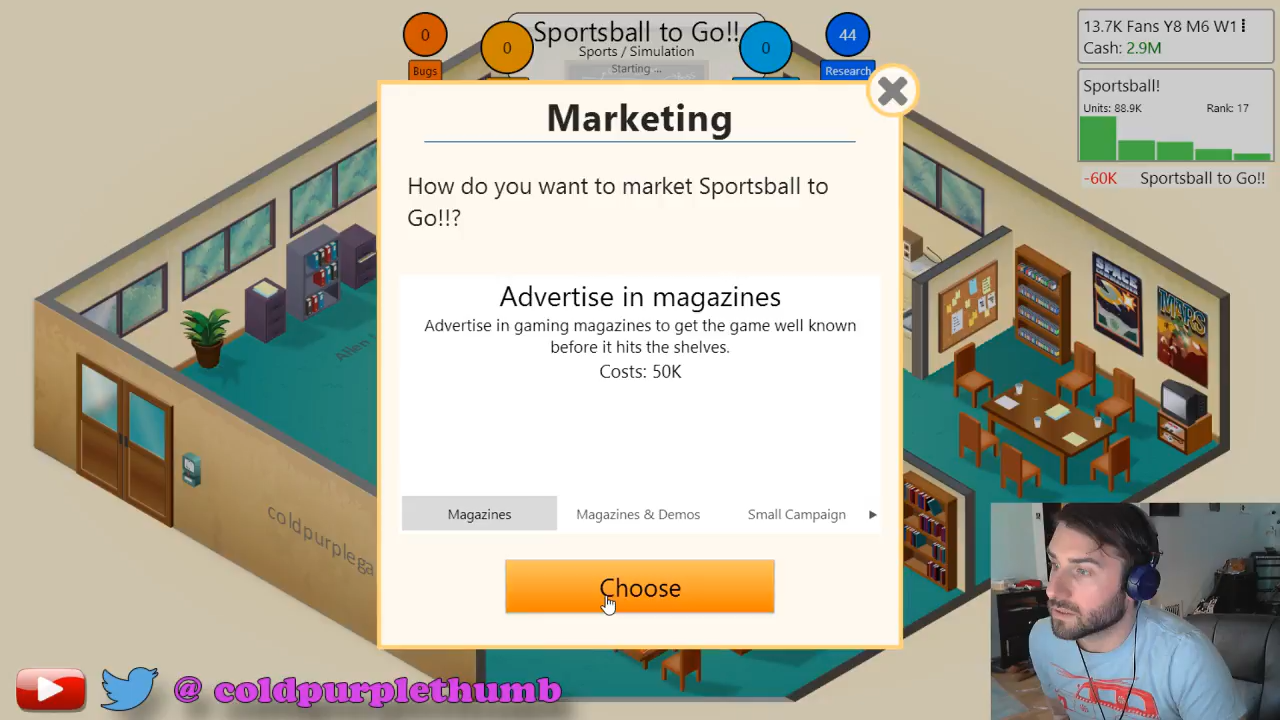 0
0
Sportsball to Go!!
Sports / Simulation
Starting ...
0
44
Bugs
Research
13.7K Fans Y8 M6 W1
Cash: 2.9M
Sportsball!
Units: 88.9K Rank: 17
-60K Sportsball to Go!!
Marketing
How do you want to market Sportsball to
Go!!?
Advertise in magazines
Advertise in gaming magazines to get the game well known
before it hits the shelves.
Costs: 50K
Magazines Magazines & Demos Small Campaign
Choose
SPACE
MARS
coldpurplega
@ coldpurplethumb